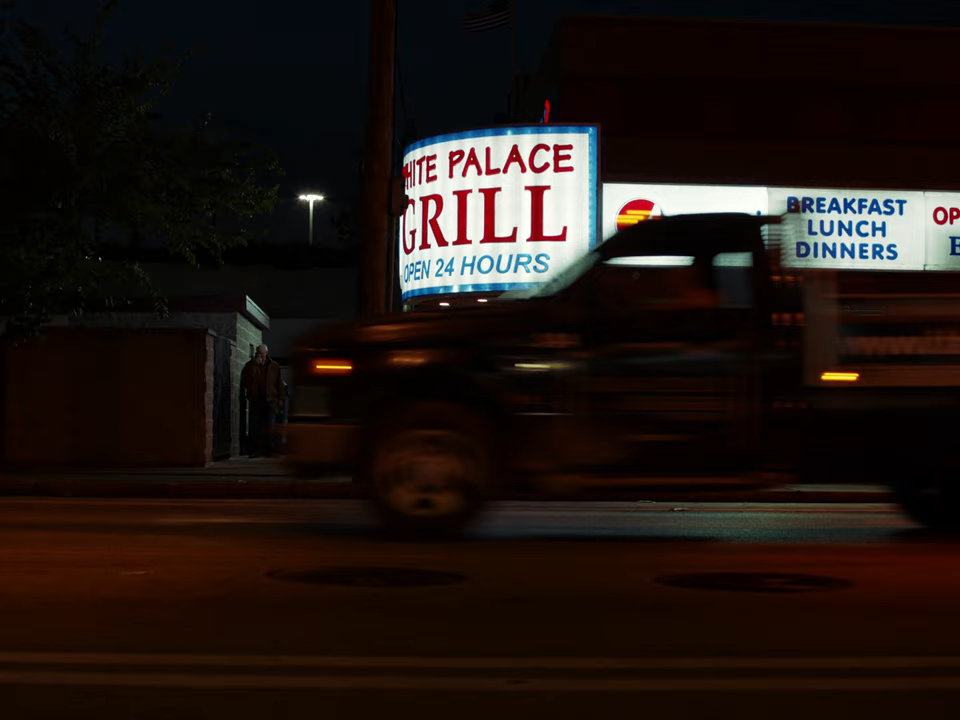 HITE PALACE
GRILL
OPEN 24 HOURS
BREAKFAST
LUNCH
DINNERS
OP